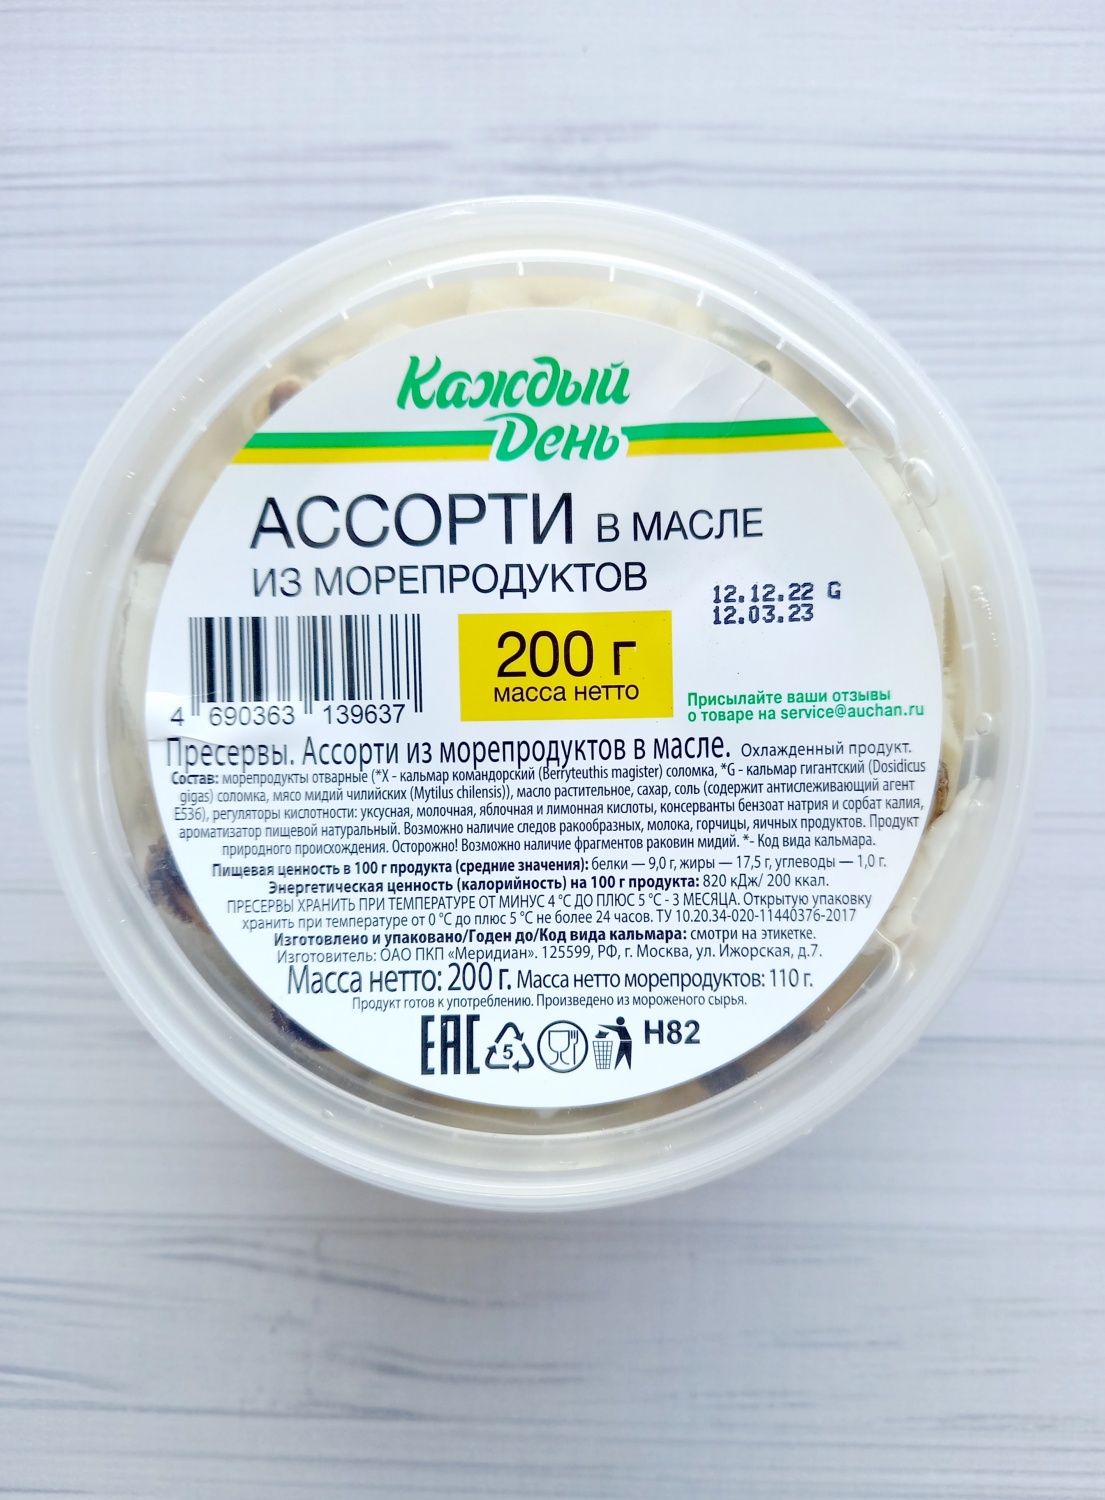 Каждый
День
АССОРТИ В МАСЛЕ
ИЗ МОРЕПРОДУКТОВ
12.12.22 G
12.03.23
200 г
масса нетто
4 690363 139637
Присылайте ваши отзывы
о товаре на service@auchan.ru
Пресервы. Ассорти из морепродуктов в масле. Охлажденный продукт.
Состав: морепродукты отварные (*X - кальмар командорский (Berryteuthis magister) соломка, *G - кальмар гигантский (Dosidicus
gigas) соломка, мясо мидий чилийских (Mytilus chilensis)), масло растительное, сахар, соль (содержит антислеживающий агент
E536), регуляторы кислотности: уксусная, молочная, яблочная и лимонная кислоты, консерванты бензоат натрия и сорбат калия,
ароматизатор пищевой натуральный. Возможно наличие следов ракообразных, молока, горчицы, яичных продуктов. Продукт
природного происхождения. Осторожно! Возможно наличие фрагментов раковин мидий. *- Код вида кальмара.
Пищевая ценность в 100 г продукта (средние значения): белки — 9,0 г, жиры — 17,5 г, углеводы — 1,0 г.
Энергетическая ценность (калорийность) на 100 г продукта: 820 кДж/ 200 ккал.
ПРЕСЕРВЫ ХРАНИТЬ ПРИ ТЕМПЕРАТУРЕ ОТ МИНУС 4 °С ДО ПЛЮС 5 °С - 3 МЕСЯЦА. Открытую упаковку
хранить при температуре от 0 °С до плюс 5 °С не более 24 часов. ТУ 10.20.34-020-11440376-2017
Изготовлено и упаковано/Годен до/Код вида кальмара: смотри на этикетке.
Изготовитель: ОАО ПКП «Меридиан». 125599, РФ, г. Москва, ул. Ижорская, д.7.
Масса нетто: 200 г. Масса нетто морепродуктов: 110 г.
Продукт готов к употреблению. Произведено из мороженого сырья.
EAC 5 H82